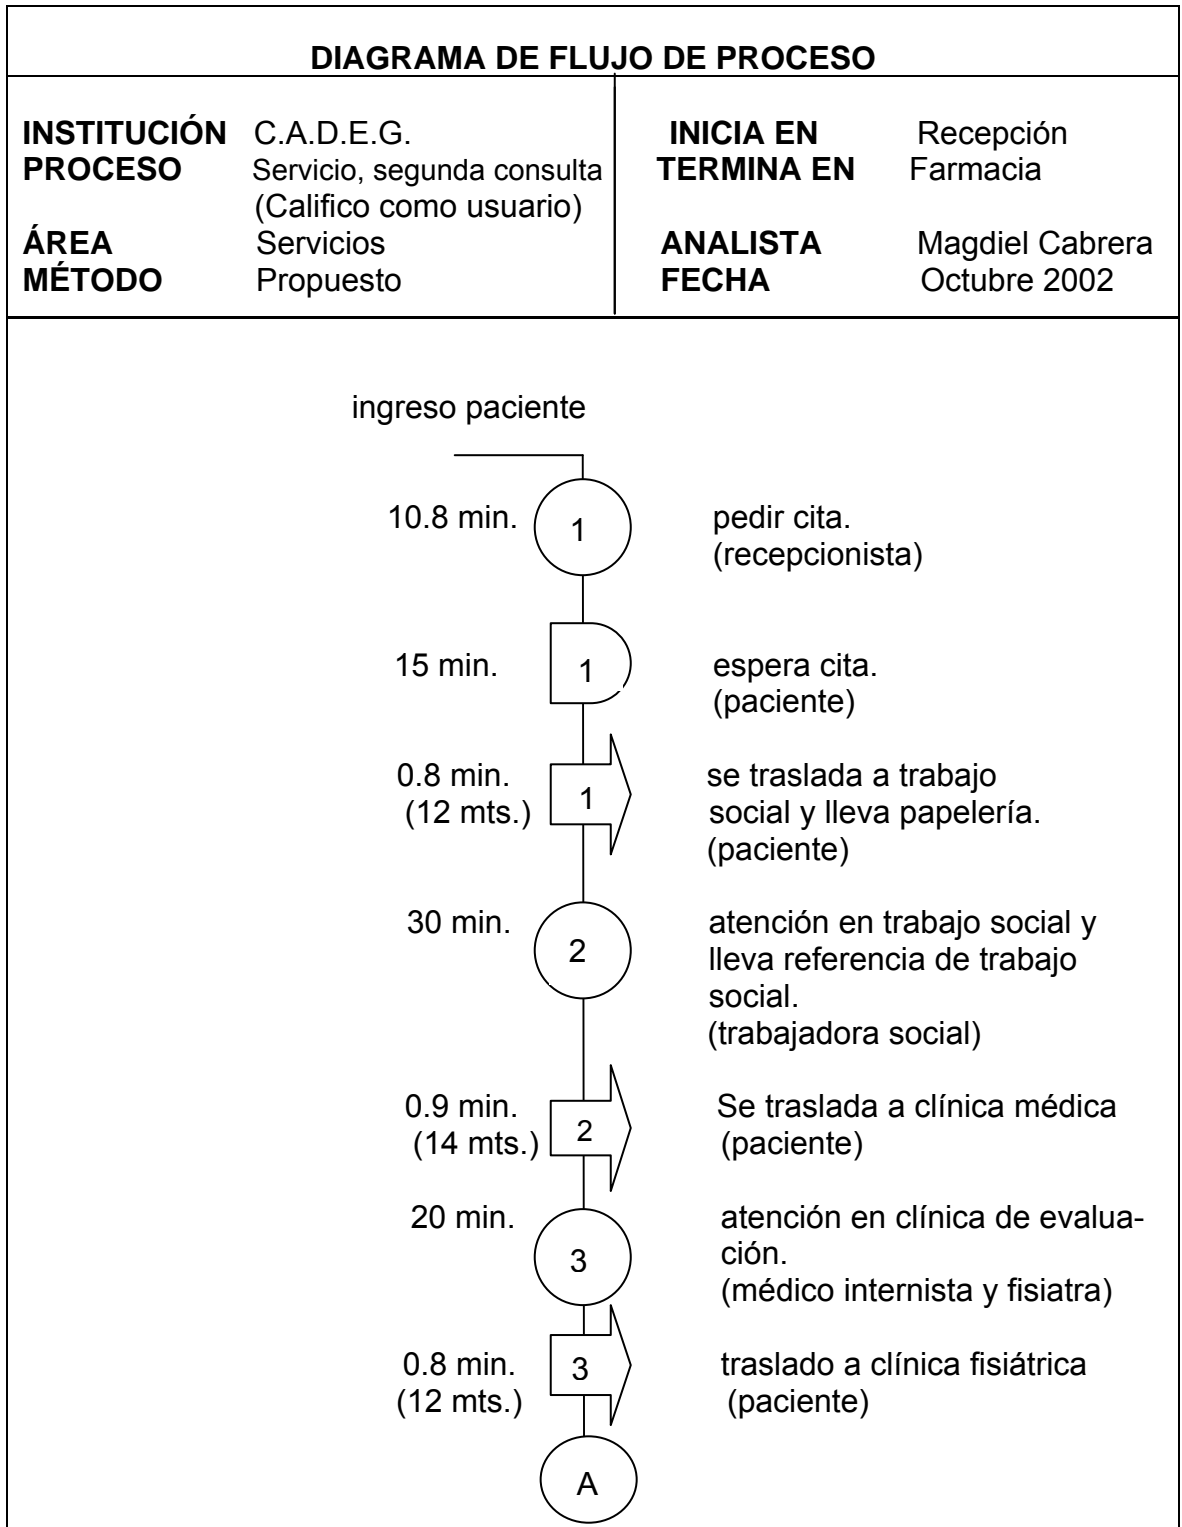 DIAGRAMA DE FLUJO DE PROCESO
INSTITUCIÓN C.A.D.E.G. INICIA EN Recepción
PROCESO Servicio, segunda consulta TERMINA EN Farmacia
(Califico como usuario)
ÁREA Servicios ANALISTA Magdiel Cabrera
MÉTODO Propuesto FECHA Octubre 2002
ingreso paciente
10.8 min. 1 pedir cita.
(recepcionista)
15 min. 1 espera cita.
(paciente)
0.8 min. se traslada a trabajo
(12 mts.) 1 social y lleva papelería.
(paciente)
30 min. atención en trabajo social y
2 lleva referencia de trabajo
social.
(trabajadora social)
0.9 min. Se traslada a clínica médica
(14 mts.) 2 (paciente)
20 min. atención en clínica de evalua-
3 ción.
(médico internista y fisiatra)
0.8 min. 3 traslado a clínica fisiátrica
(12 mts.) (paciente)
A